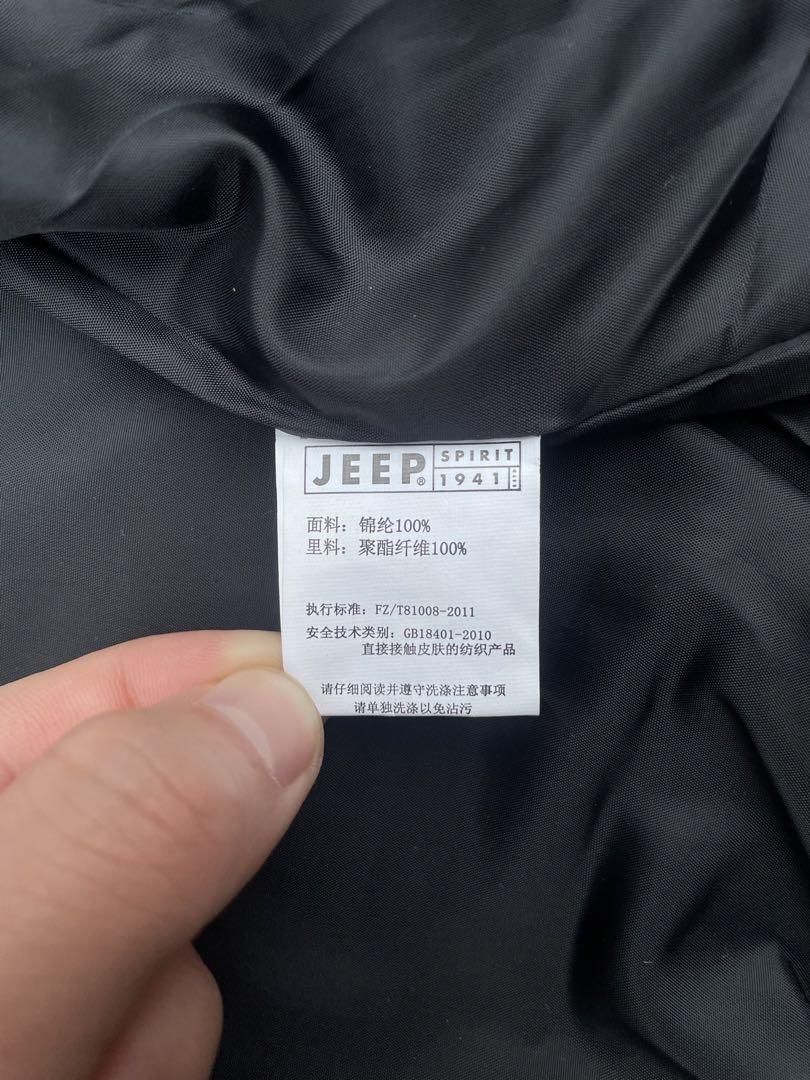 JEEP® SPIRIT
1941
面料：锦纶100%
里料：聚酯纤维100%
执行标准：FZ/T81008-2011
安全技术类别：GB18401-2010
直接接触皮肤的纺织产品
请仔细阅读并遵守洗涤注意事项
请单独洗涤以免沾污